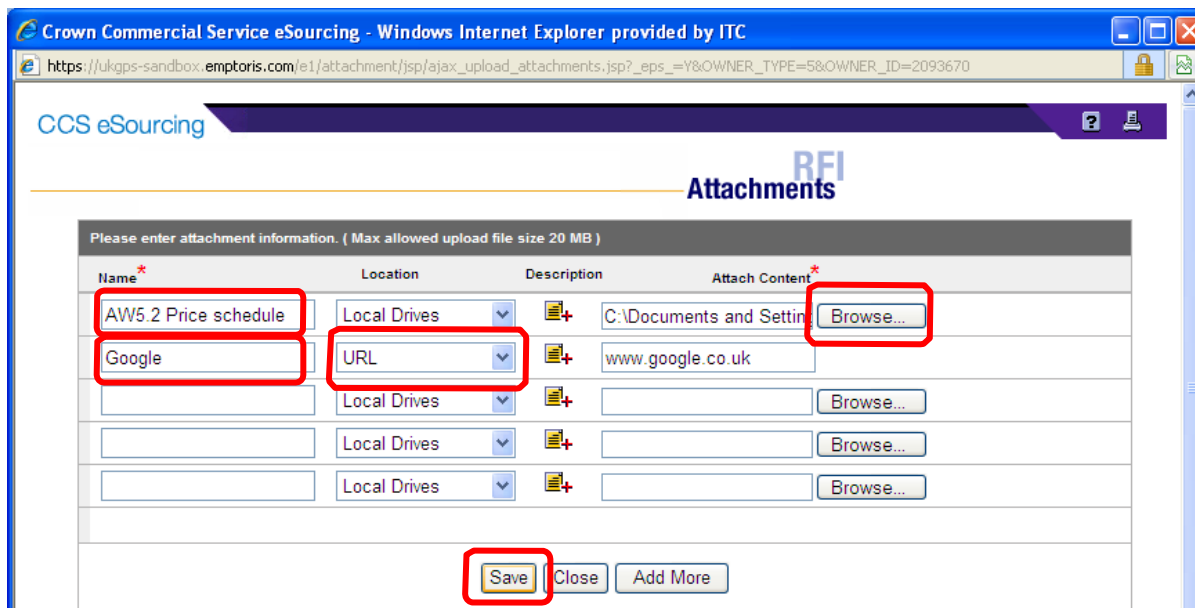 Crown Commercial Service eSourcing - Windows Internet Explorer provided by ITC
https://ukgps-sandbox.emptoris.com/e1/attachment/jsp/ajax_upload_attachments.jsp?_eps_=Y&OWNER_TYPE=5&OWNER_ID=2093670
CCS eSourcing
RFI
Attachments
Please enter attachment information. ( Max allowed upload file size 20 MB )
Name* Location Description Attach Content*
AW5.2 Price schedule Local Drives C:\Documents and Settin Browse...
Google URL www.google.co.uk
Local Drives Browse...
Local Drives Browse...
Local Drives Browse...
Save Close Add More